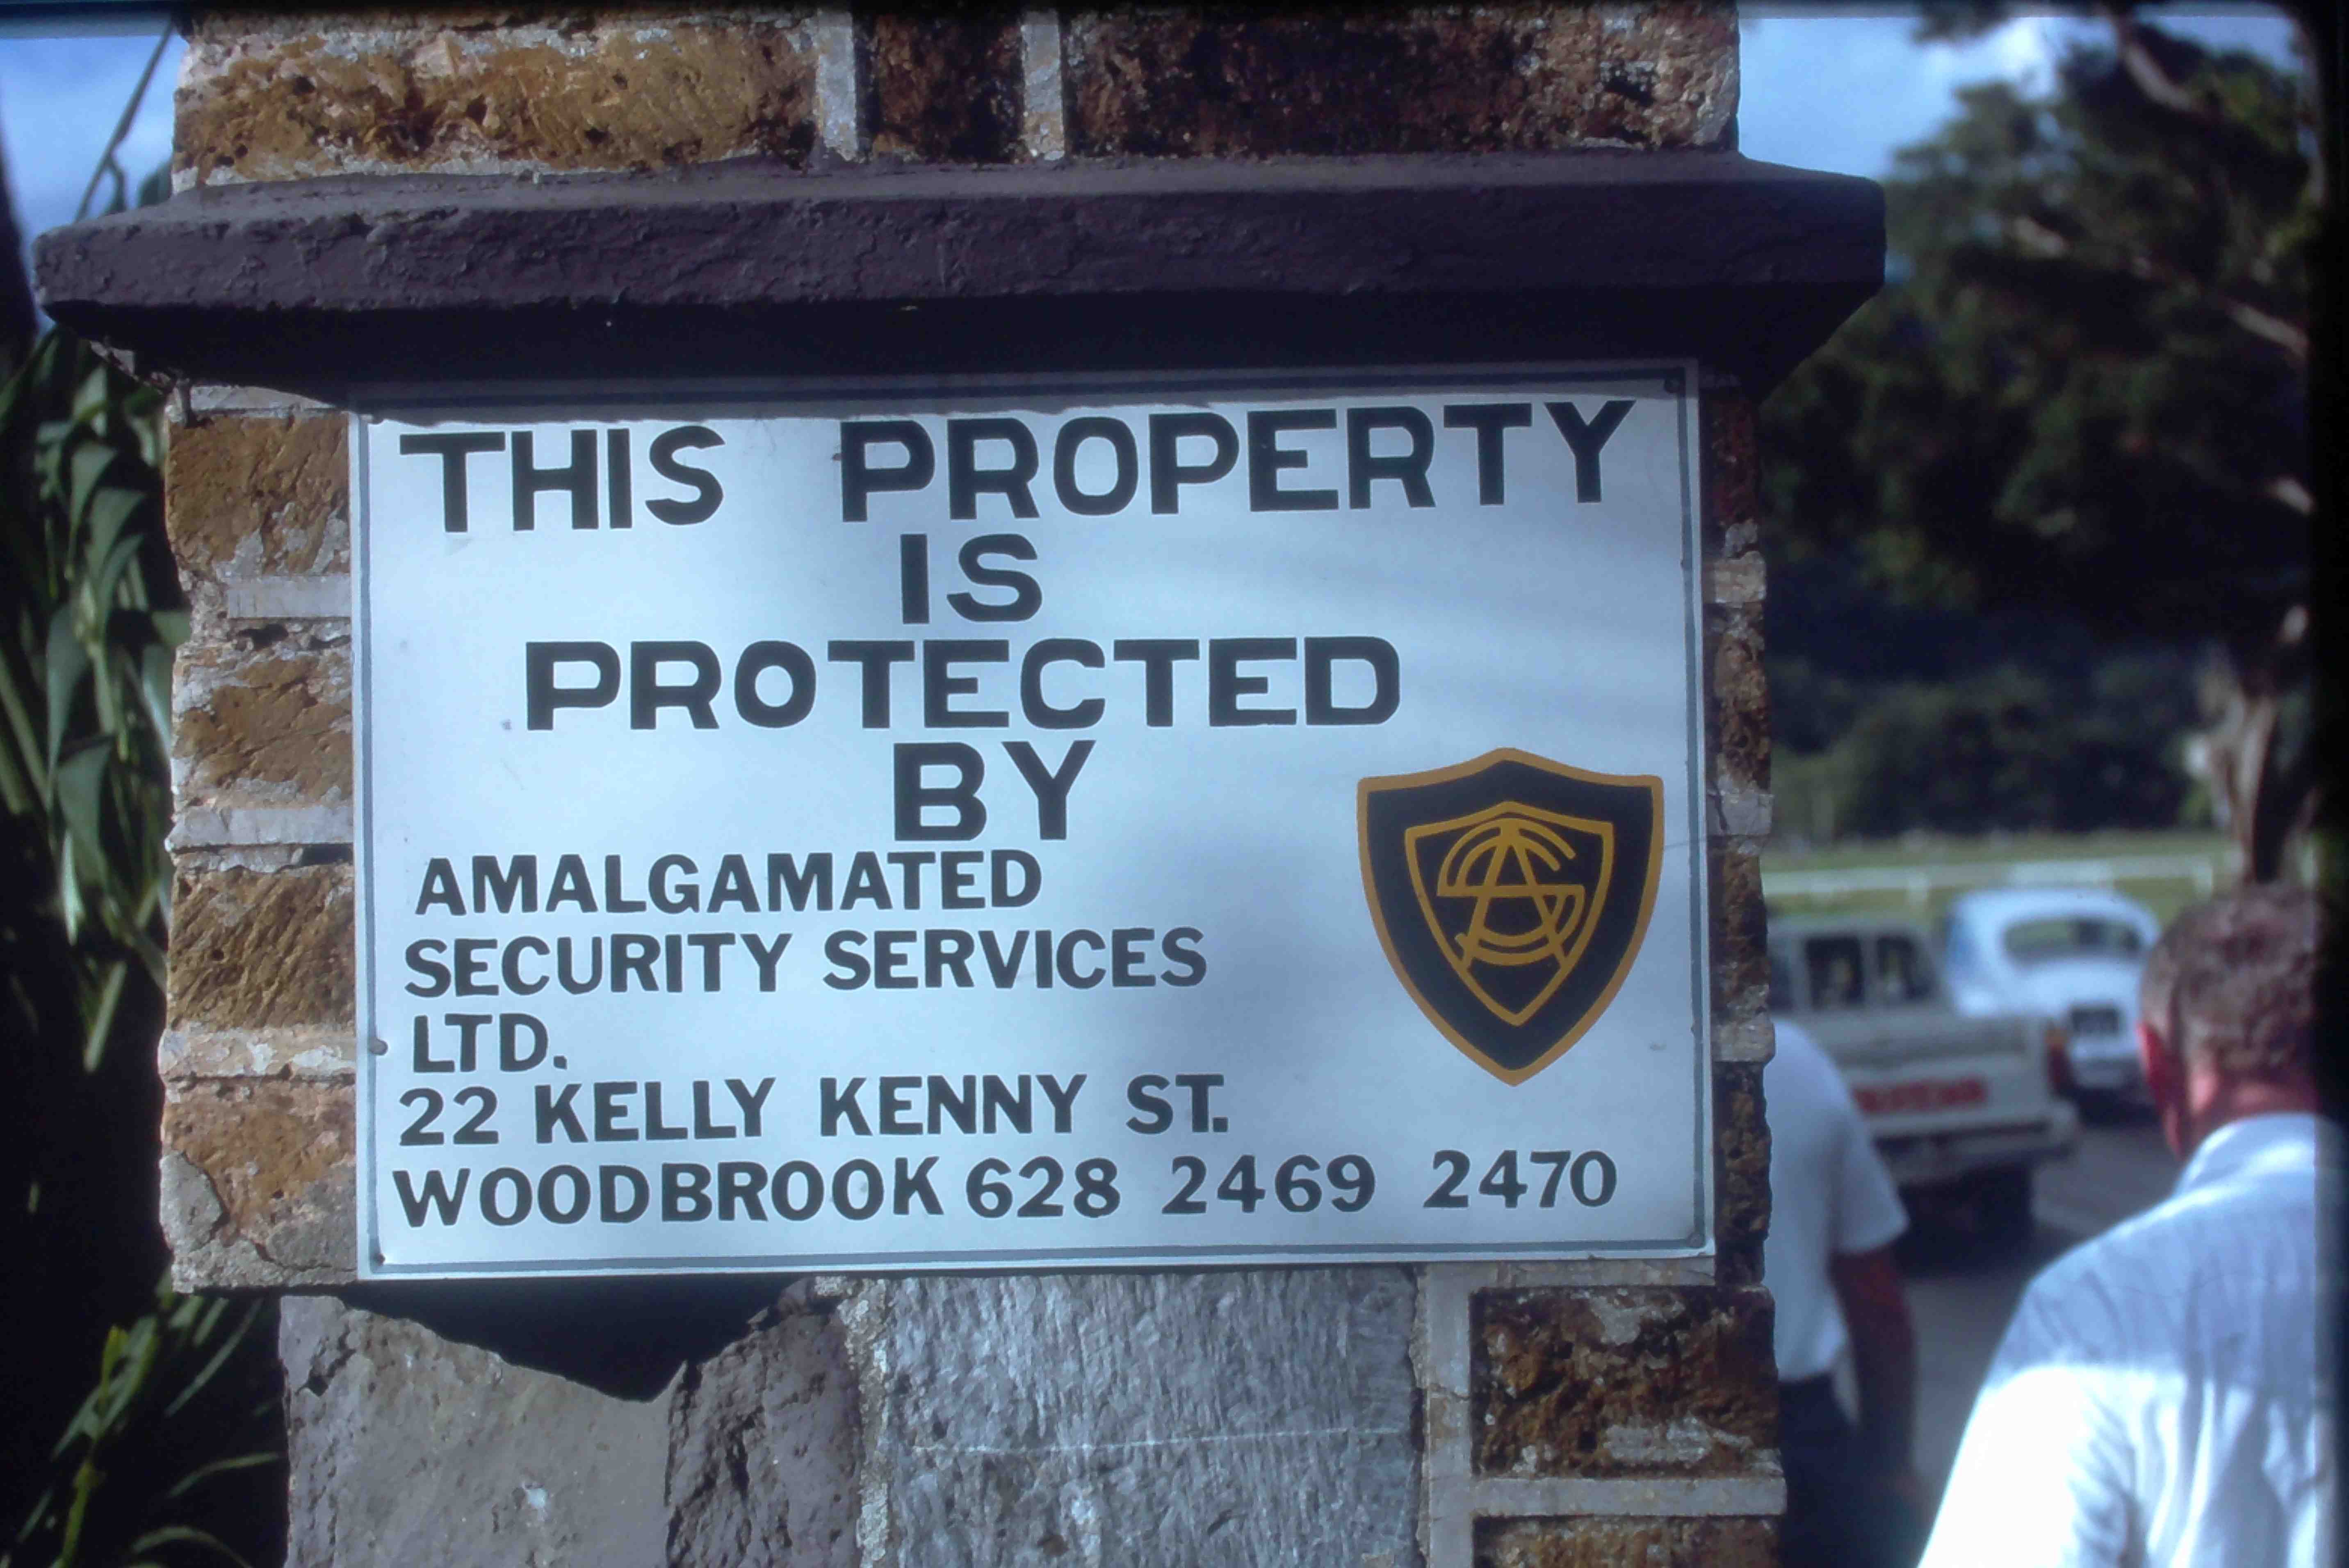 THIS PROPERTY
IS
PROTECTED
BY
AMALGAMATED
SECURITY SERVICES
LTD.
22 KELLY KENNY ST.
WOODBROOK 628 2469 2470